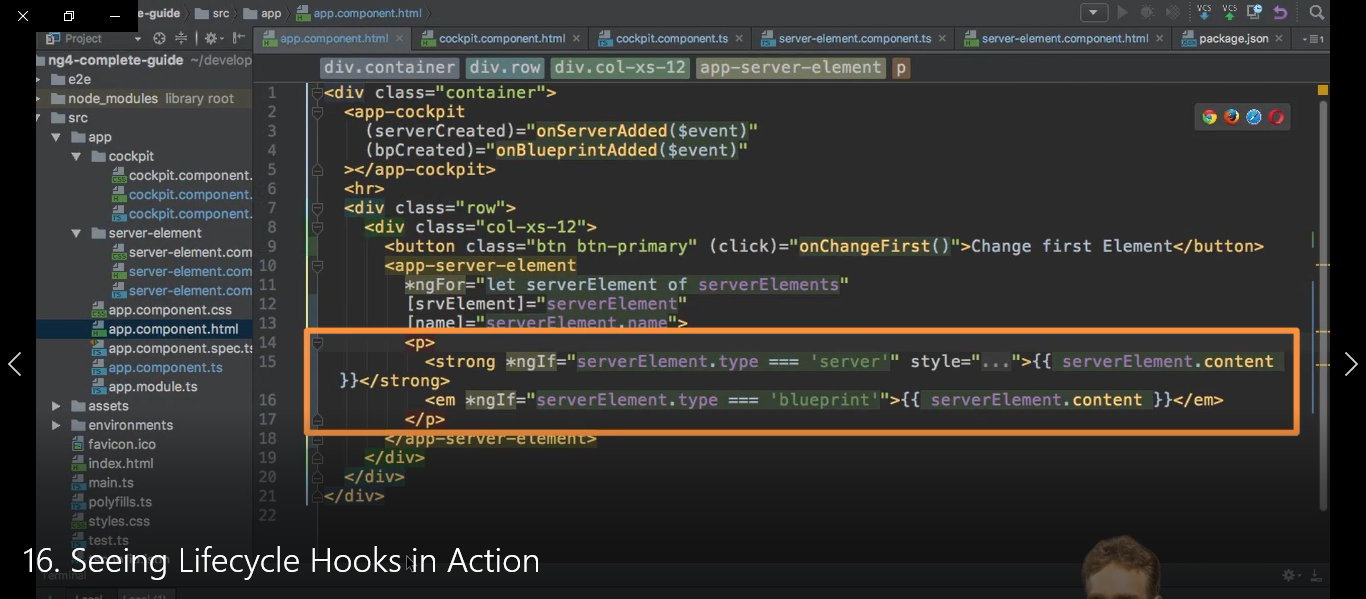 e-guide src app app.component.html
Project app.component.html cockpit.component.html cockpit.component.ts server-element.component.ts server-element.component.html package.json
ng4-complete-guide ~/develop
e2e
node_modules library root
src
app
cockpit
cockpit.component.
cockpit.component.
cockpit.component.
server-element
server-element.com
server-element.com
server-element.com
app.component.css
app.component.html
app.component.spec.ts
app.component.ts
app.module.ts
assets
environments
favicon.ico
index.html
main.ts
polyfills.ts
styles.css
test.ts
VCS VCS
div.container div.row div.col-xs-12 app-server-element p
1 <div class="container">
2 <app-cockpit
3 (serverCreated)="onServerAdded($event)"
4 (bpCreated)="onBlueprintAdded($event)"
5 ></app-cockpit>
6 <hr>
7 <div class="row">
8 <div class="col-xs-12">
9 <button class="btn btn-primary" (click)="onChangeFirst()">Change first Element</button>
10 <app-server-element
11 *ngFor="let serverElement of serverElements"
12 [srvElement]="serverElement"
13 [name]="serverElement.name">
14 <p>
15 <strong *ngIf="serverElement.type === 'server'" style="...">{{ serverElement.content
}}</strong>
16 <em *ngIf="serverElement.type === 'blueprint'">{{ serverElement.content }}</em>
17 </p>
18 </app-server-element>
19 </div>
20 </div>
21 </div>
22
16. Seeing Lifecycle Hooks in Action
Terminal
Local Local (1)